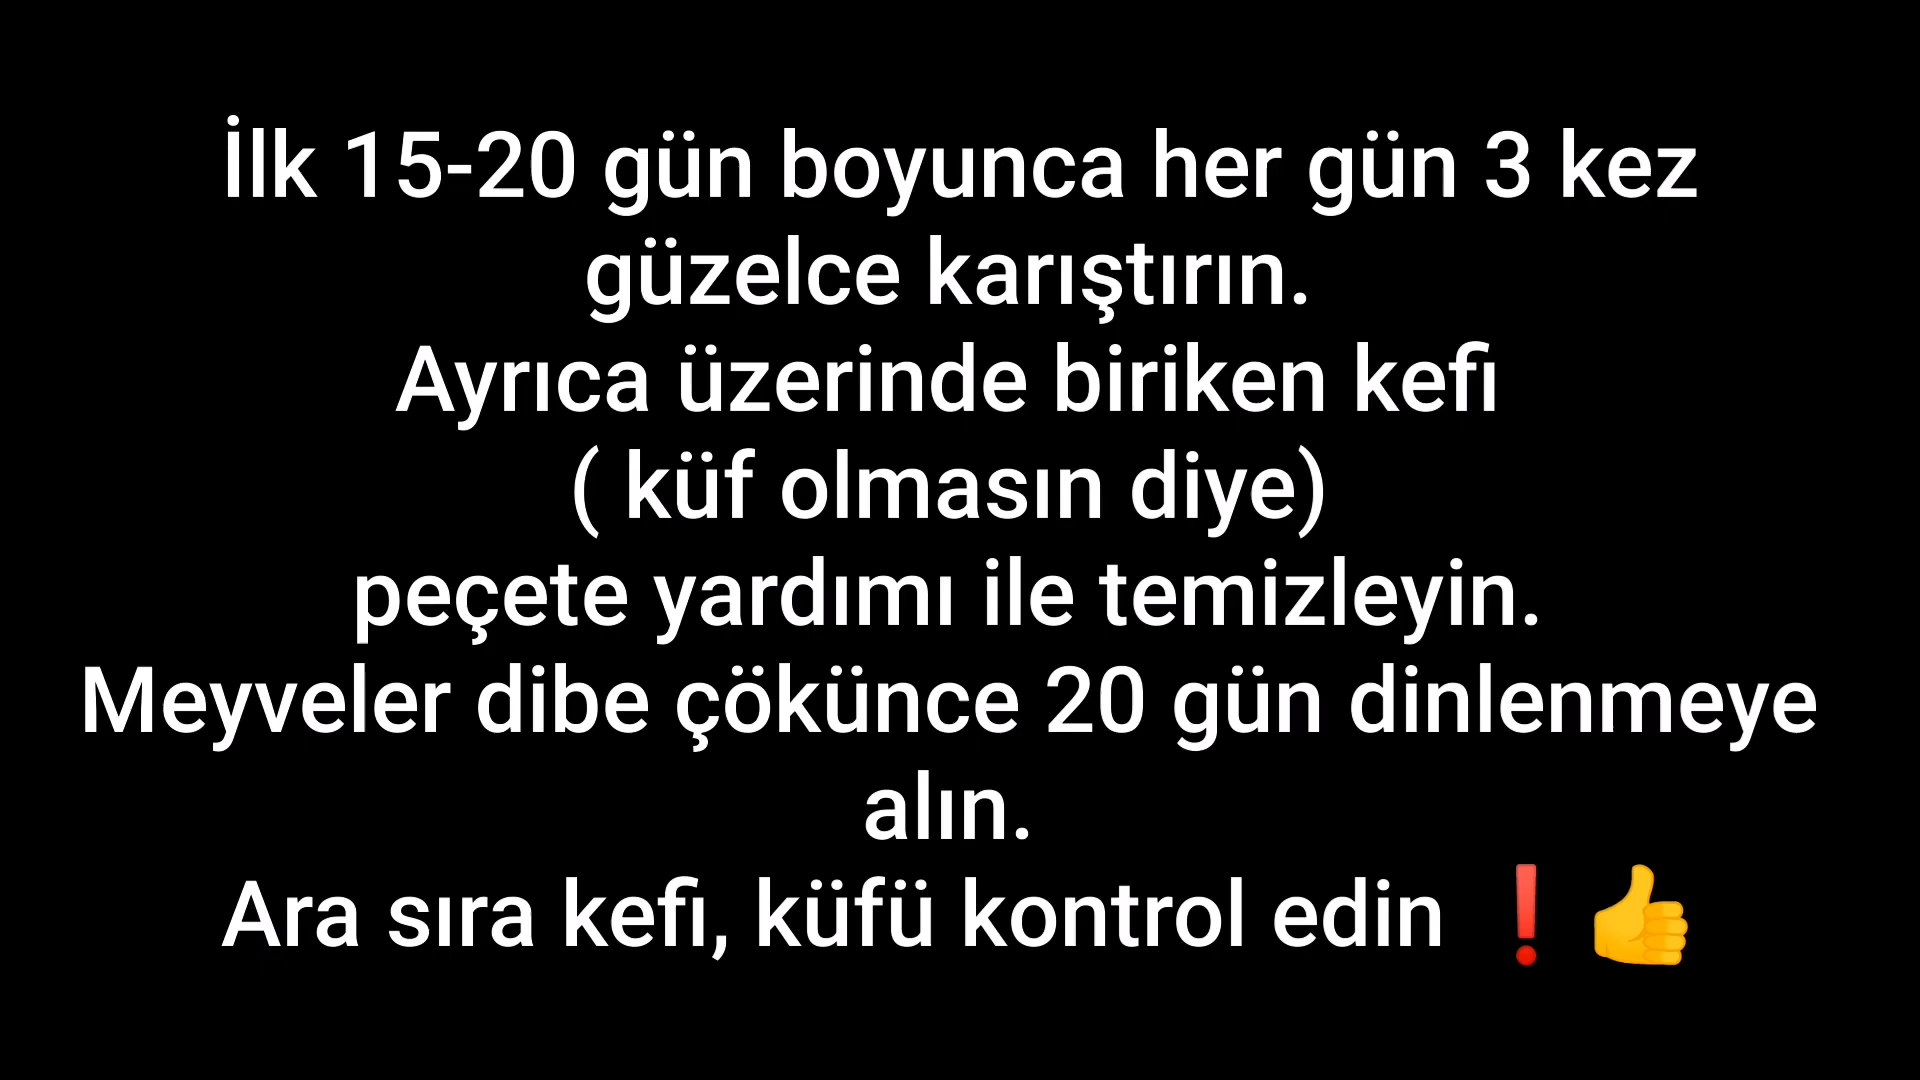 İlk 15-20 gün boyunca her gün 3 kez
güzelce karıştırın.
Ayrıca üzerinde biriken kefi
( küf olmasın diye)
peçete yardımı ile temizleyin.
Meyveler dibe çökünce 20 gün dinlenmeye
alın.
Ara sıra kefi, küfü kontrol edin ❗👍